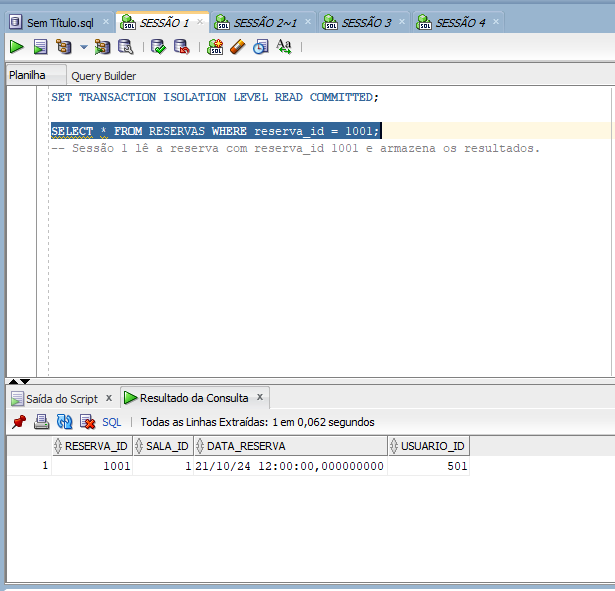 Sem Título.sql SESSÃO 1 SESSÃO 2~1 SESSÃO 3 SESSÃO 4
Planilha Query Builder
SET TRANSACTION ISOLATION LEVEL READ COMMITTED;
SELECT * FROM RESERVAS WHERE reserva_id = 1001;
-- Sessão 1 lê a reserva com reserva_id 1001 e armazena os resultados.
Saída do Script x Resultado da Consulta x
SQL | Todas as Linhas Extraídas: 1 em 0,062 segundos
RESERVA_ID SALA_ID DATA_RESERVA USUARIO_ID
1 1001 1 21/10/24 12:00:00,000000000 501